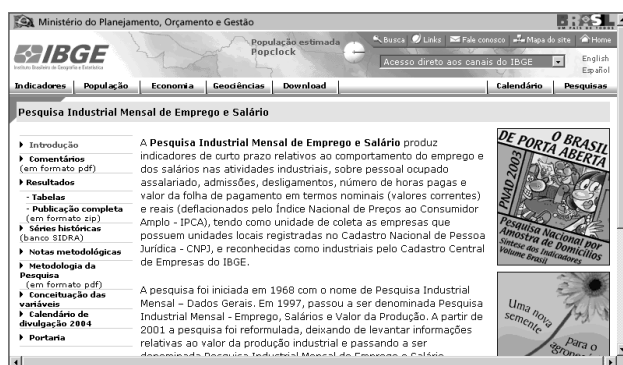 Ministério do Planejamento, Orçamento e Gestão
BRASIL
IBGE
Instituto Brasileiro de Geografia e Estatística
População estimada
Popclock
Busca Links Fale conosco Mapa do site Home
Acesso direto aos canais do IBGE
English
Español
Indicadores População Economia Geociências Download Calendário Pesquisas
Pesquisa Industrial Mensal de Emprego e Salário
Introdução
Comentários
(em formato pdf)
Resultados
- Tabelas
- Publicação completa
(em formato zip)
Séries históricas
(banco SIDRA)
Notas metodológicas
Metodologia da
Pesquisa
(em formato pdf)
Conceituação das
variáveis
Calendário de
divulgação 2004
Portaria
A Pesquisa Industrial Mensal de Emprego e Salário produz
indicadores de curto prazo relativos ao comportamento do emprego e
dos salários nas atividades industriais, sobre pessoal ocupado
assalariado, admissões, desligamentos, número de horas pagas e
valor da folha de pagamento em termos nominais (valores correntes)
e reais (deflacionados pelo Índice Nacional de Preços ao Consumidor
Amplo - IPCA), tendo como unidade de coleta as empresas que
possuem unidades locais registradas no Cadastro Nacional de Pessoa
Jurídica - CNPJ, e reconhecidas como industriais pelo Cadastro Central
de Empresas do IBGE.
A pesquisa foi iniciada em 1968 com o nome de Pesquisa Industrial
Mensal – Dados Gerais. Em 1997, passou a ser denominada Pesquisa
Industrial Mensal - Emprego, Salários e Valor da Produção. A partir de
2001 a pesquisa foi reformulada, deixando de levantar informações
relativas ao valor da produção industrial e passando a ser
denominada Pesquisa Industrial Mensal de Emprego e Salário
O BRASIL
DE PORTA ABERTA
PNAD 2003
Pesquisa Nacional por
Amostra de Domicílios
Síntese dos Indicadores
Volume Brasil
Uma nova
semente
para o